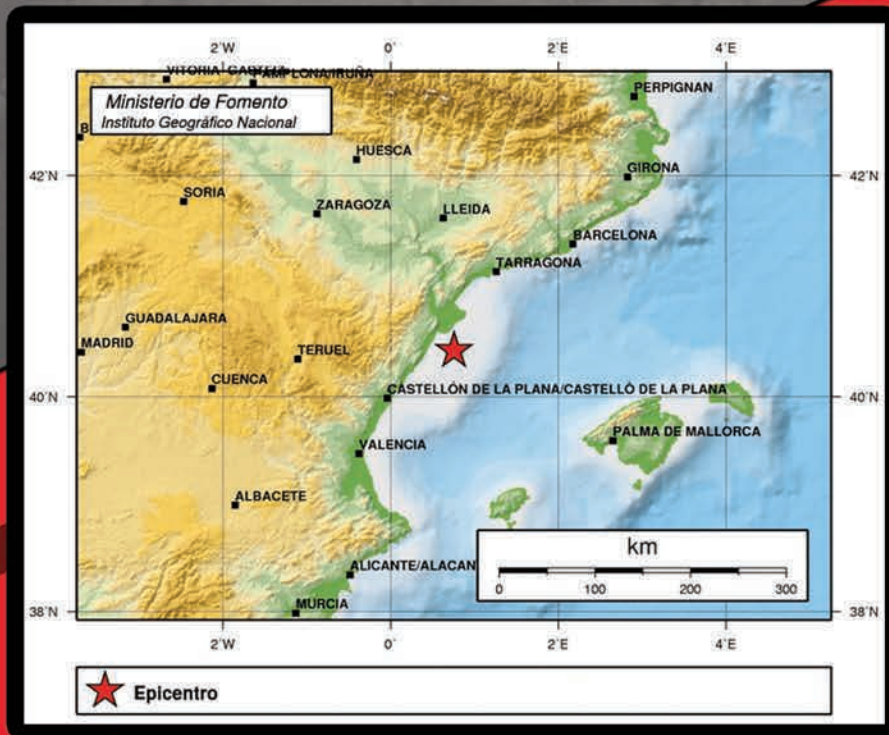 2°W 0° 2°E 4°E
PAMPLONA/IRUÑA
PERPIGNAN
Ministerio de Fomento
Instituto Geográfico Nacional
HUESCA
GIRONA
42°N 42°N
SORIA
ZARAGOZA
LLEIDA
BARCELONA
TARRAGONA
GUADALAJARA
MADRID
TERUEL
CUENCA
CASTELLÓN DE LA PLANA/CASTELLÓ DE LA PLANA
40°N 40°N
PALMA DE MALLORCA
VALENCIA
ALBACETE
km
ALICANTE/ALACAN
0 100 200 300
MURCIA
38°N 38°N
2°W 0° 2°E 4°E
Epicentro